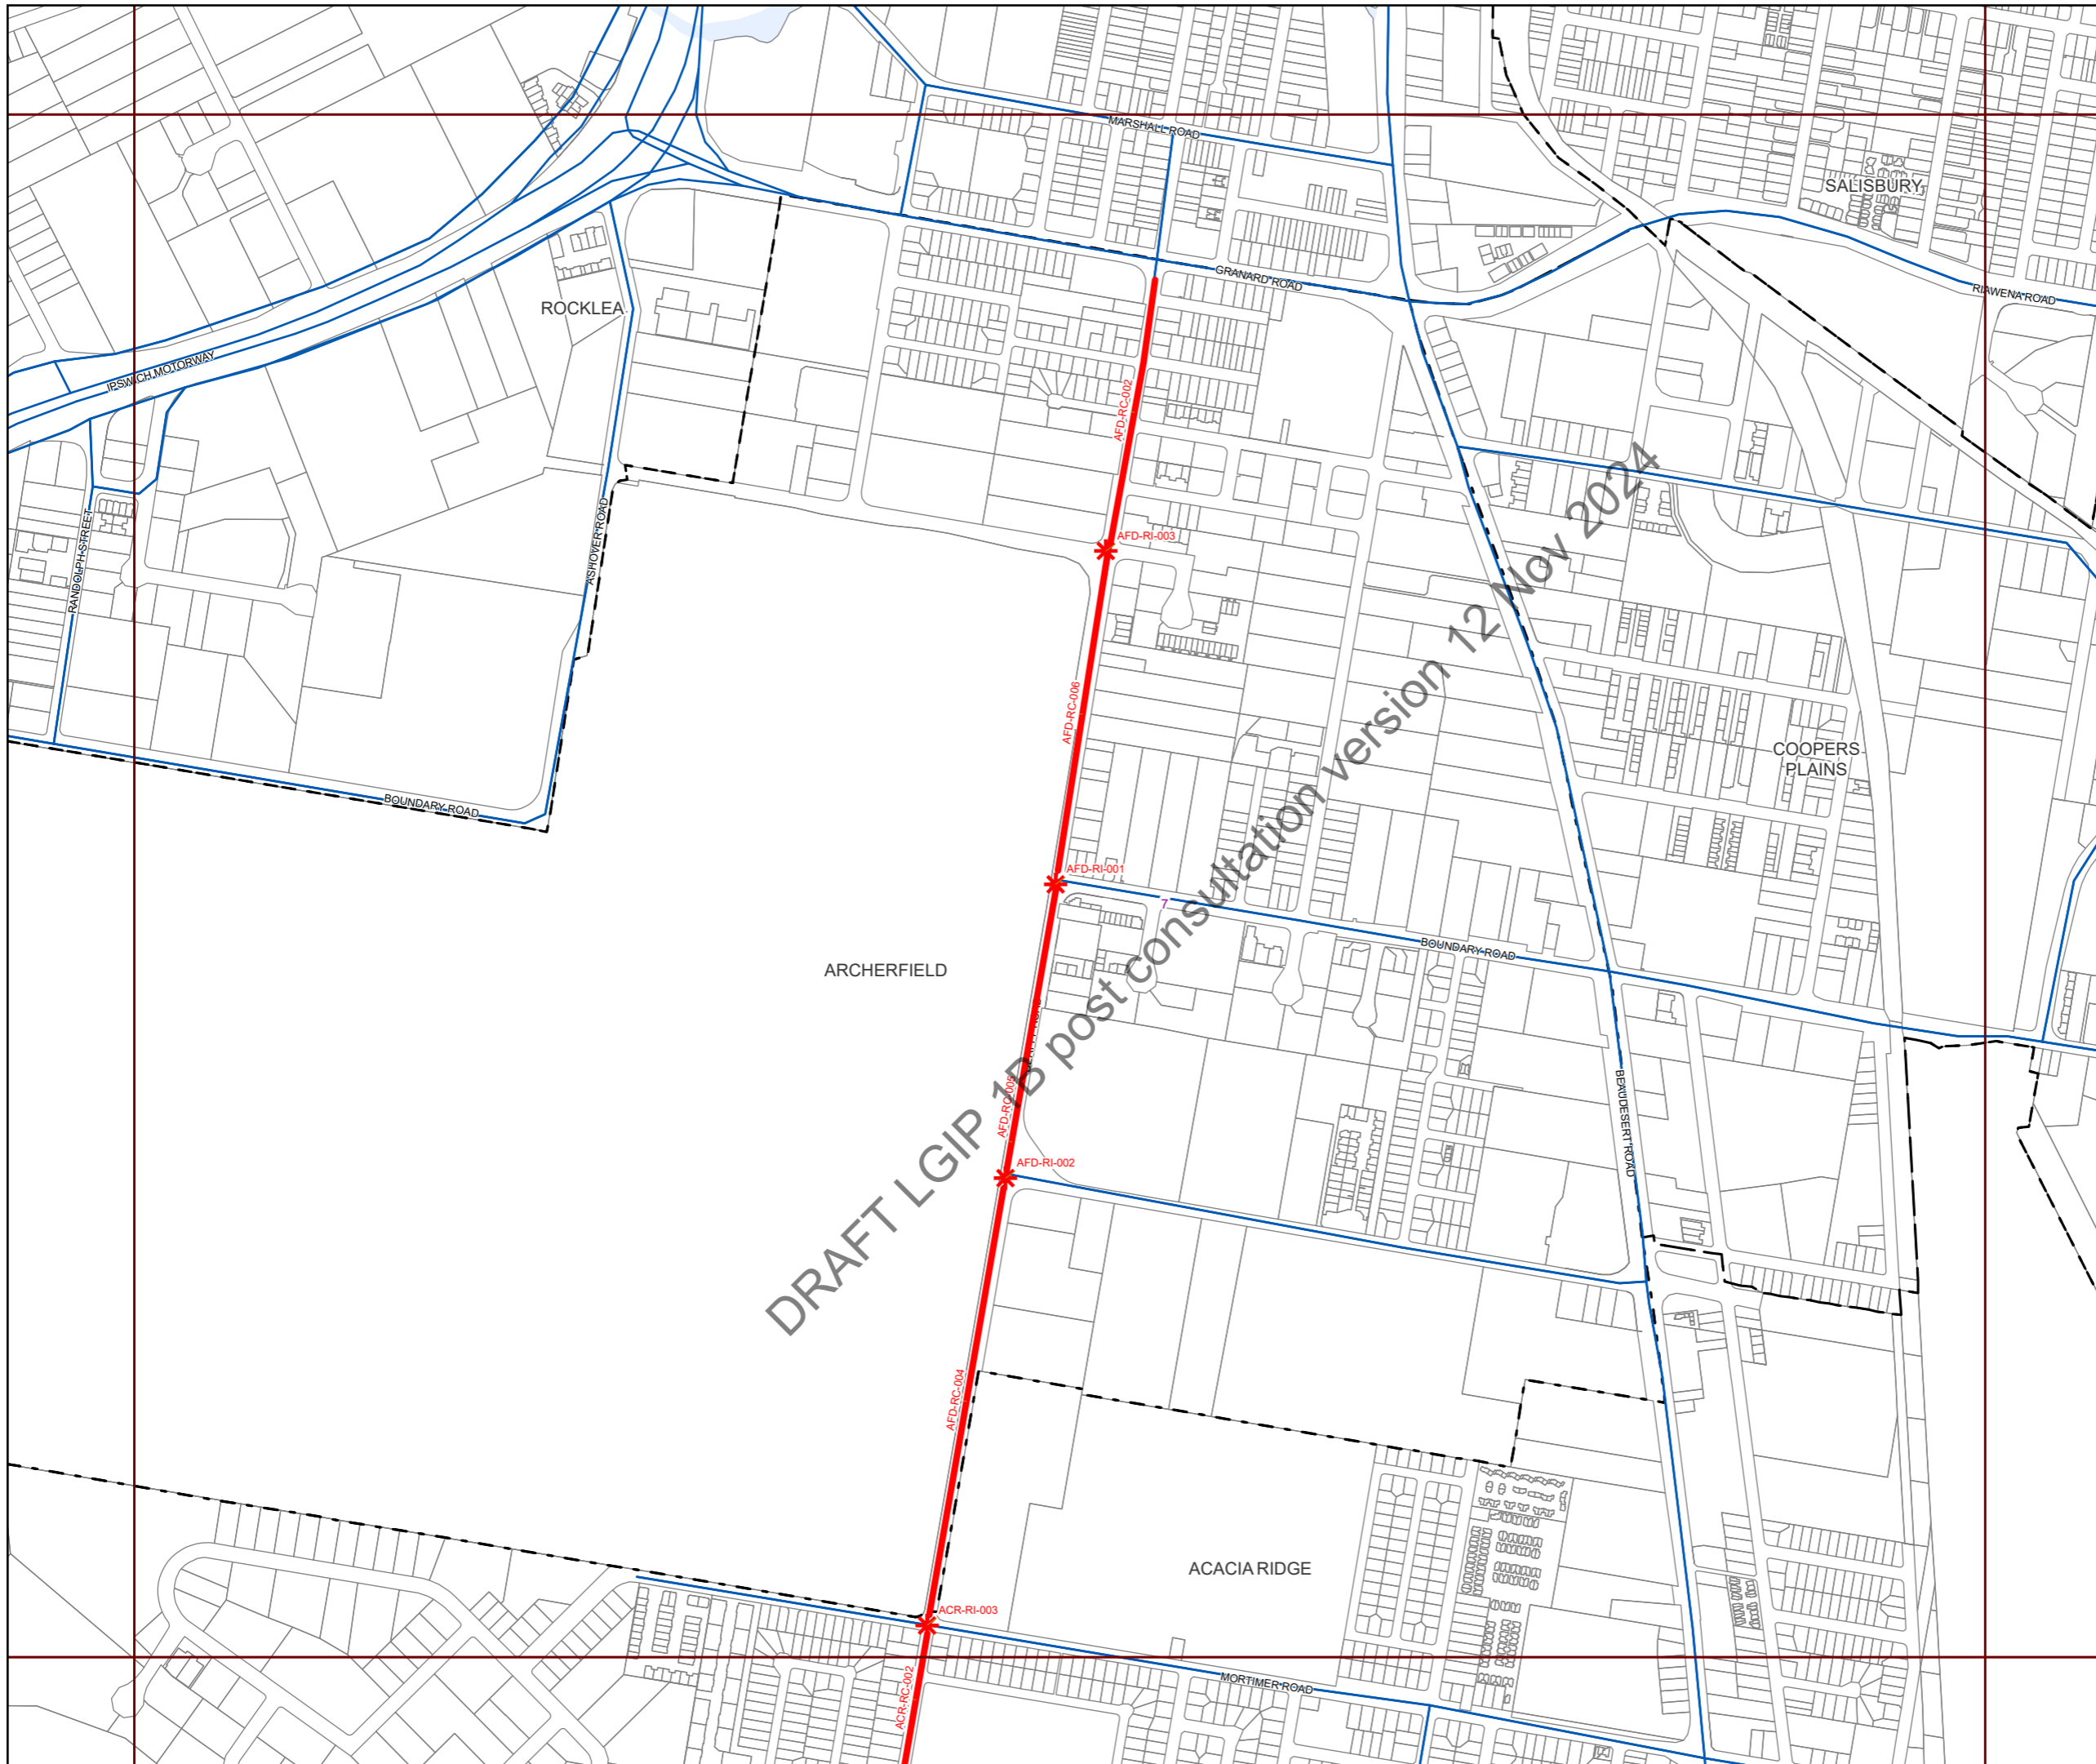 MARSHALL ROAD
SALISBURY
GRANARD ROAD
RIAWENA ROAD
ROCKLEA
IPSWICH MOTORWAY
AFD-RC-002
RANDOLPH STREET
ASHOVER ROAD
AFD-RI-003
AFD-RC-006
COOPERS
PLAINS
BOUNDARY ROAD
AFD-RI-001
7
BOUNDARY ROAD
ARCHERFIELD
AFD-RC-005
BEAUDESERT ROAD
AFD-RI-002
DRAFT LGIP 1B post consultation version 12 Nov 2024
AFD-RC-004
ACACIA RIDGE
ACR-RI-003
MORTIMER ROAD
ACR-RC-002